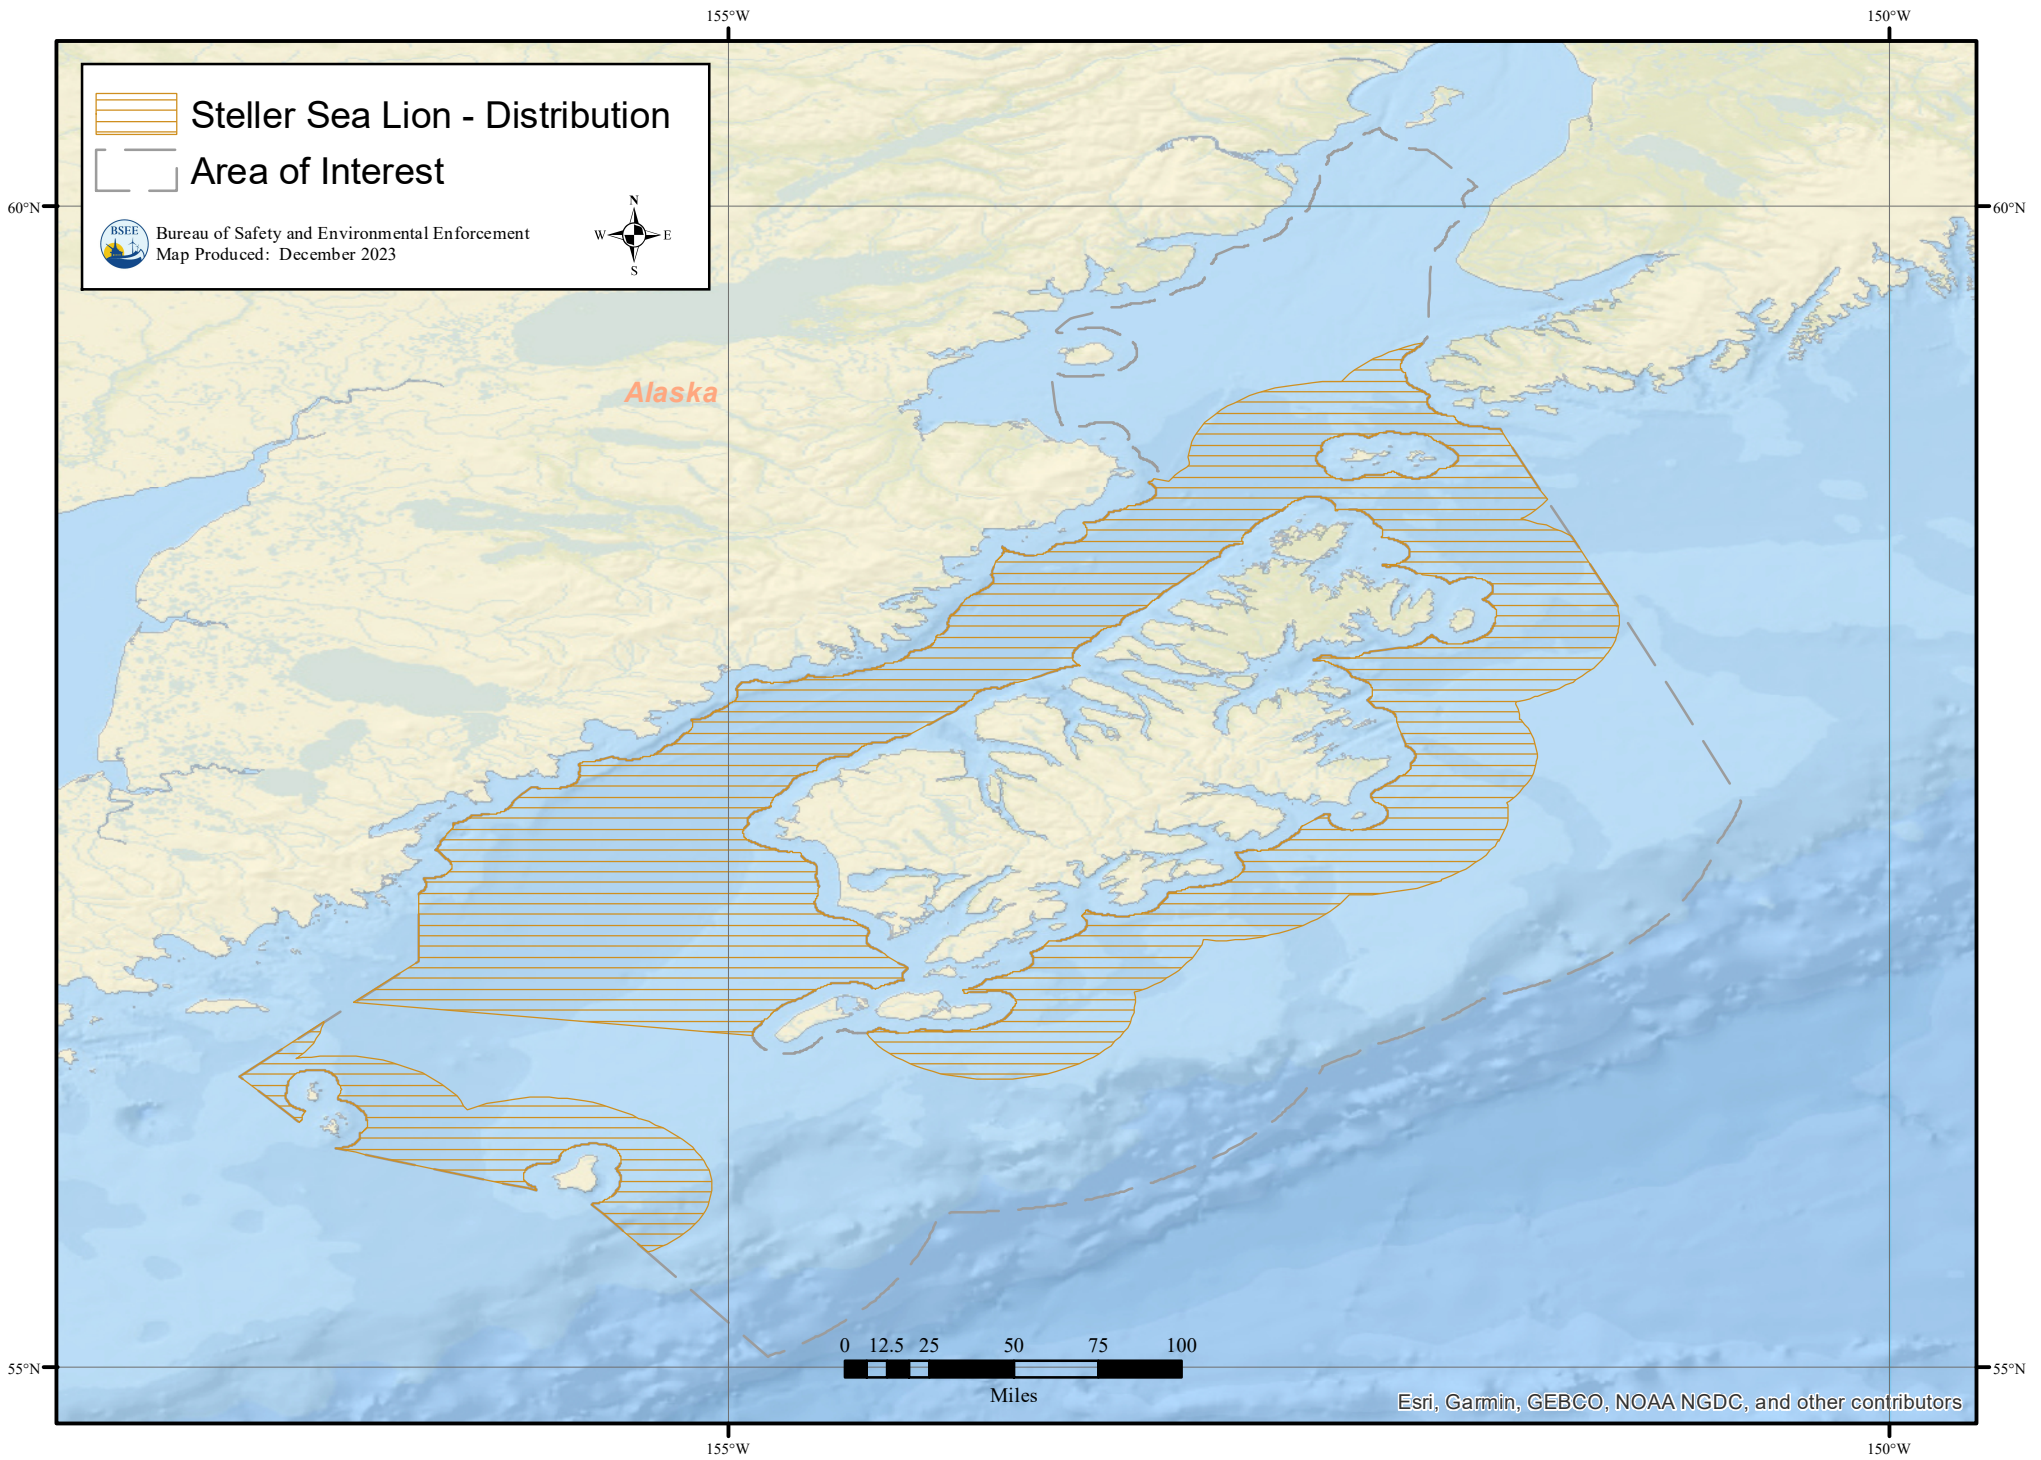 155°W
150°W
Steller Sea Lion - Distribution
Area of Interest
N
W E
S
BSEE
Bureau of Safety and Environmental Enforcement
Map Produced: December 2023
60°N
60°N
Alaska
0 12.5 25 50 75 100
Miles
55°N
55°N
Esri, Garmin, GEBCO, NOAA NGDC, and other contributors
155°W
150°W